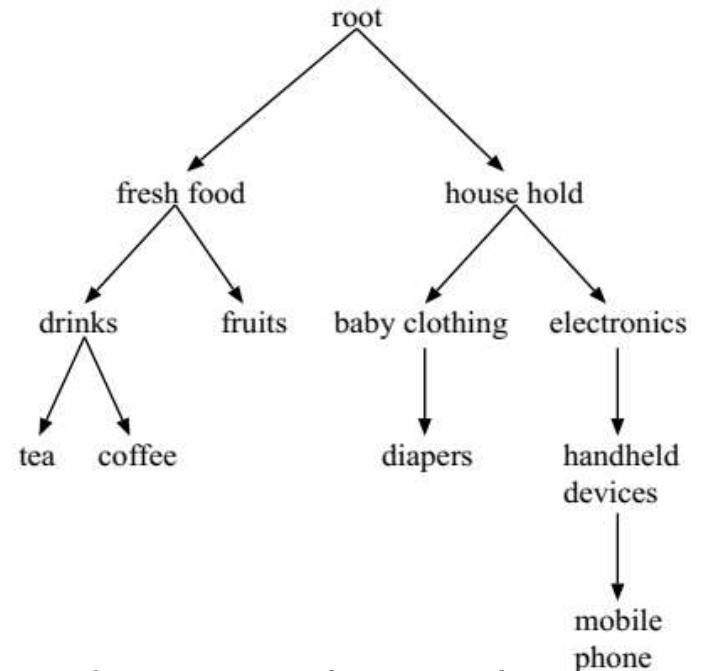 root
fresh food
house hold
drinks
fruits
baby clothing
electronics
tea
coffee
diapers
handheld
devices
mobile
phone